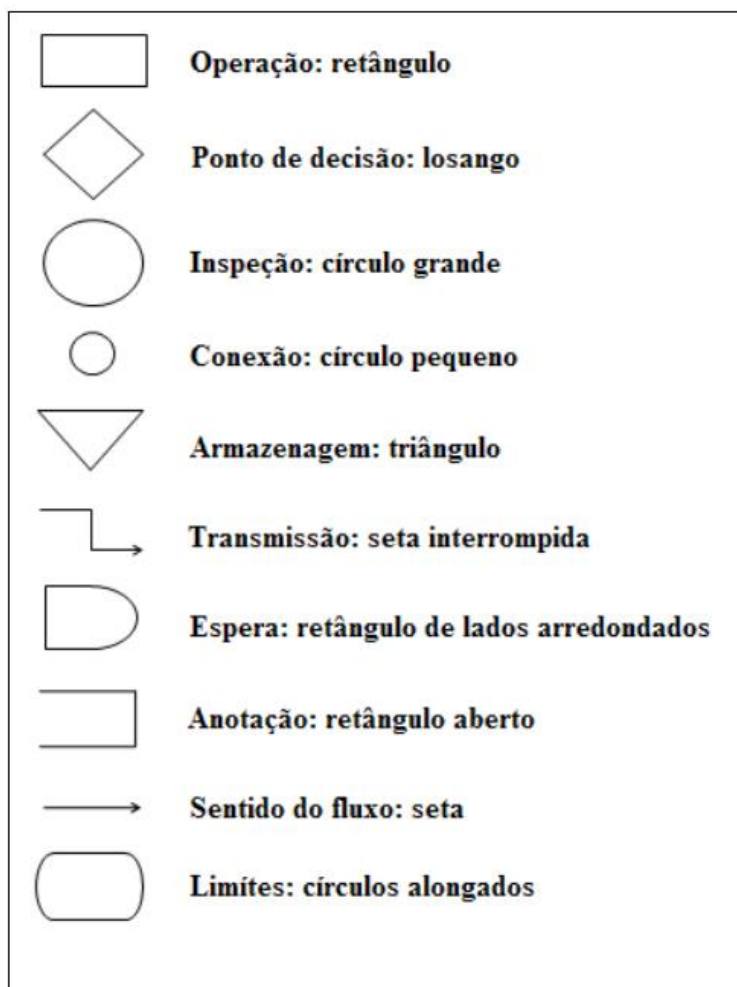 Operação: retângulo
Ponto de decisão: losango
Inspeção: círculo grande
Conexão: círculo pequeno
Armazenagem: triângulo
Transmissão: seta interrompida
Espera: retângulo de lados arredondados
Anotação: retângulo aberto
Sentido do fluxo: seta
Limítes: círculos alongados